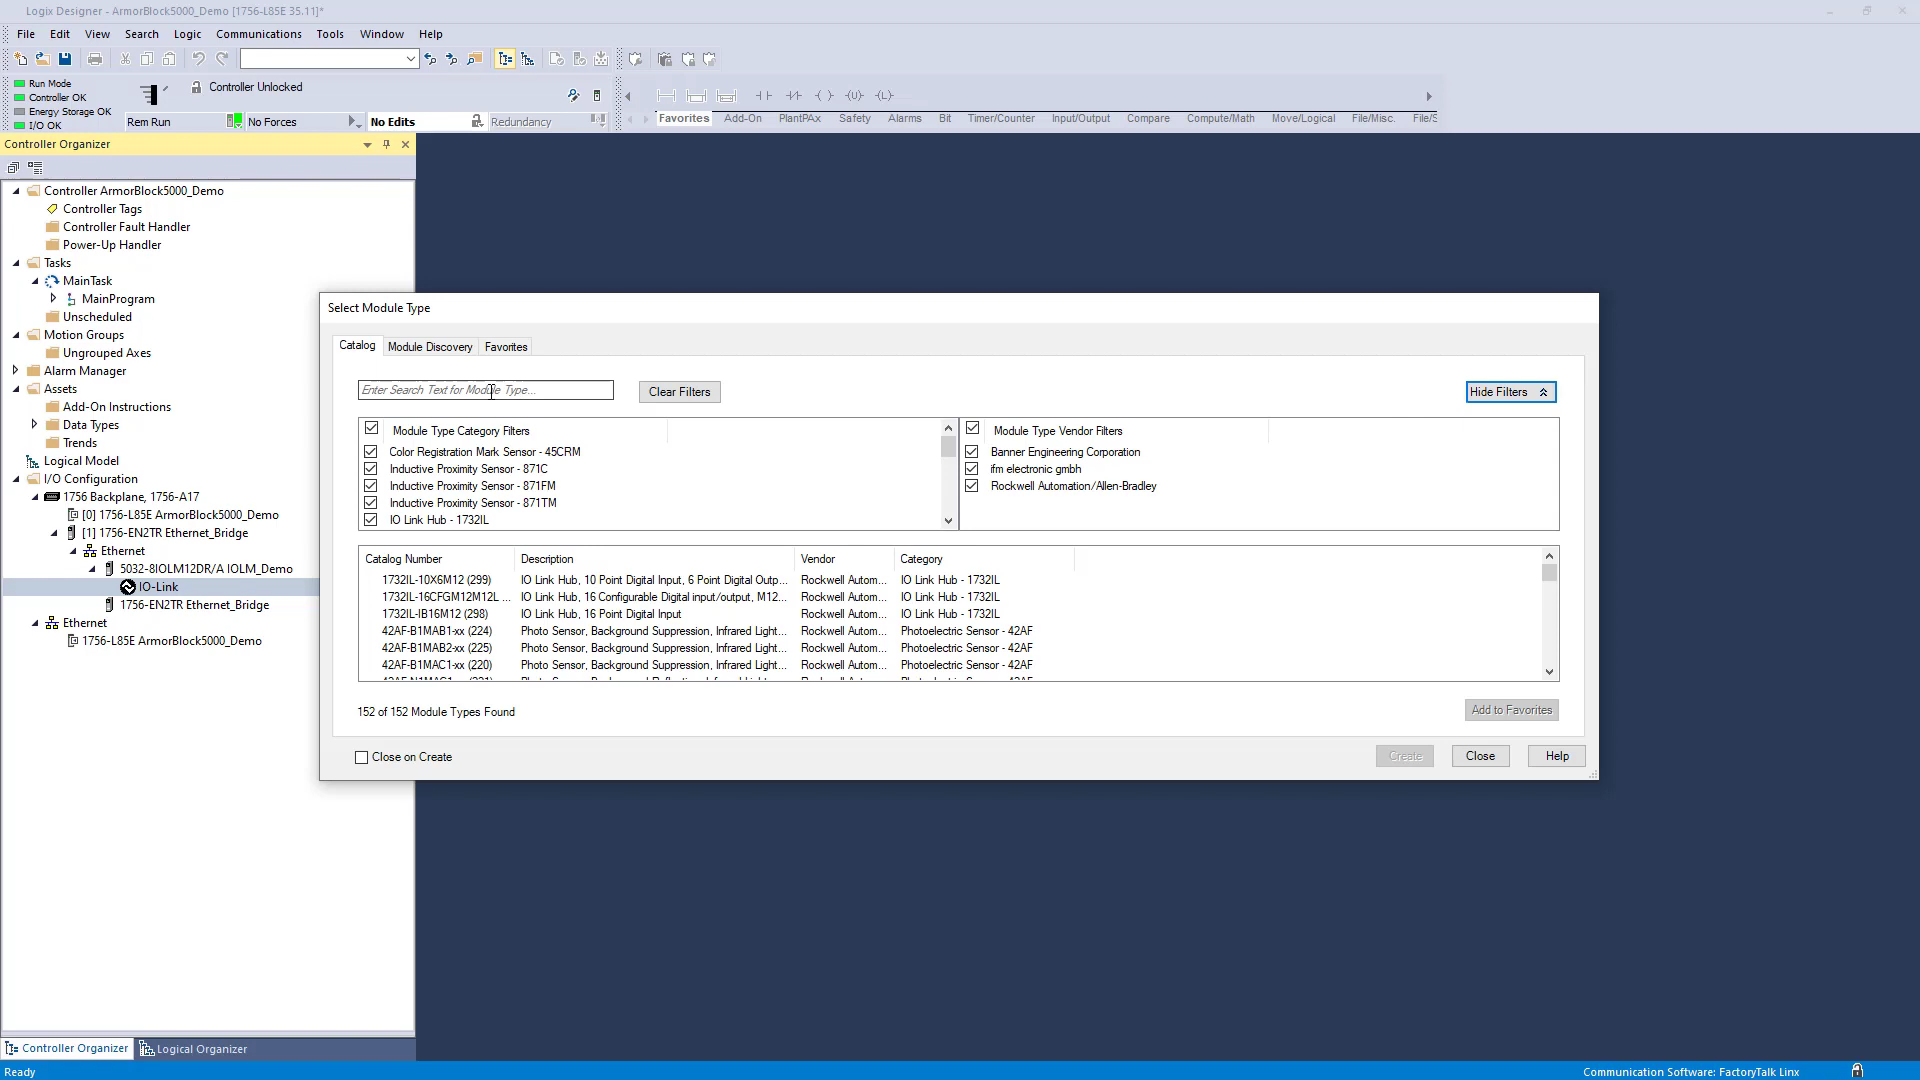 Logix Designer - ArmorBlock5000_Demo [1756-L85E 35.11]*
File Edit View Search Logic Communications Tools Window Help
Run Mode
Controller OK
Energy Storage OK
I/O OK
Controller Unlocked
Rem Run No Forces No Edits Redundancy
Favorites Add-On PlantPAx Safety Alarms Bit Timer/Counter Input/Output Compare Compute/Math Move/Logical File/Misc. File/S
Controller Organizer
Controller ArmorBlock5000_Demo
Controller Tags
Controller Fault Handler
Power-Up Handler
Tasks
MainTask
MainProgram
Unscheduled
Motion Groups
Ungrouped Axes
Alarm Manager
Assets
Add-On Instructions
Data Types
Trends
Logical Model
I/O Configuration
1756 Backplane, 1756-A17
[0] 1756-L85E ArmorBlock5000_Demo
[1] 1756-EN2TR Ethernet_Bridge
Ethernet
5032-8IOLM12DR/A IOLM_Demo
IO-Link
1756-EN2TR Ethernet_Bridge
Ethernet
1756-L85E ArmorBlock5000_Demo
Select Module Type
Catalog Module Discovery Favorites
Enter Search Text for Module Type... Clear Filters Hide Filters
Module Type Category Filters
Color Registration Mark Sensor - 45CRM
Inductive Proximity Sensor - 871C
Inductive Proximity Sensor - 871FM
Inductive Proximity Sensor - 871TM
IO Link Hub - 1732IL
Module Type Vendor Filters
Banner Engineering Corporation
ifm electronic gmbh
Rockwell Automation/Allen-Bradley
Catalog Number Description Vendor Category
1732IL-10X6M12 (299) IO Link Hub, 10 Point Digital Input, 6 Point Digital Outp... Rockwell Autom... IO Link Hub - 1732IL
1732IL-16CFGM12M12L ... IO Link Hub, 16 Configurable Digital input/output, M12... Rockwell Autom... IO Link Hub - 1732IL
1732IL-IB16M12 (298) IO Link Hub, 16 Point Digital Input Rockwell Autom... IO Link Hub - 1732IL
42AF-B1MAB1-xx (224) Photo Sensor, Background Suppression, Infrared Light... Rockwell Autom... Photoelectric Sensor - 42AF
42AF-B1MAB2-xx (225) Photo Sensor, Background Suppression, Infrared Light... Rockwell Autom... Photoelectric Sensor - 42AF
42AF-B1MAC1-xx (220) Photo Sensor, Background Suppression, Infrared Light... Rockwell Autom... Photoelectric Sensor - 42AF
152 of 152 Module Types Found
Add to Favorites
Close on Create
Create Close Help
Controller Organizer Logical Organizer
Ready
Communication Software: FactoryTalk Linx